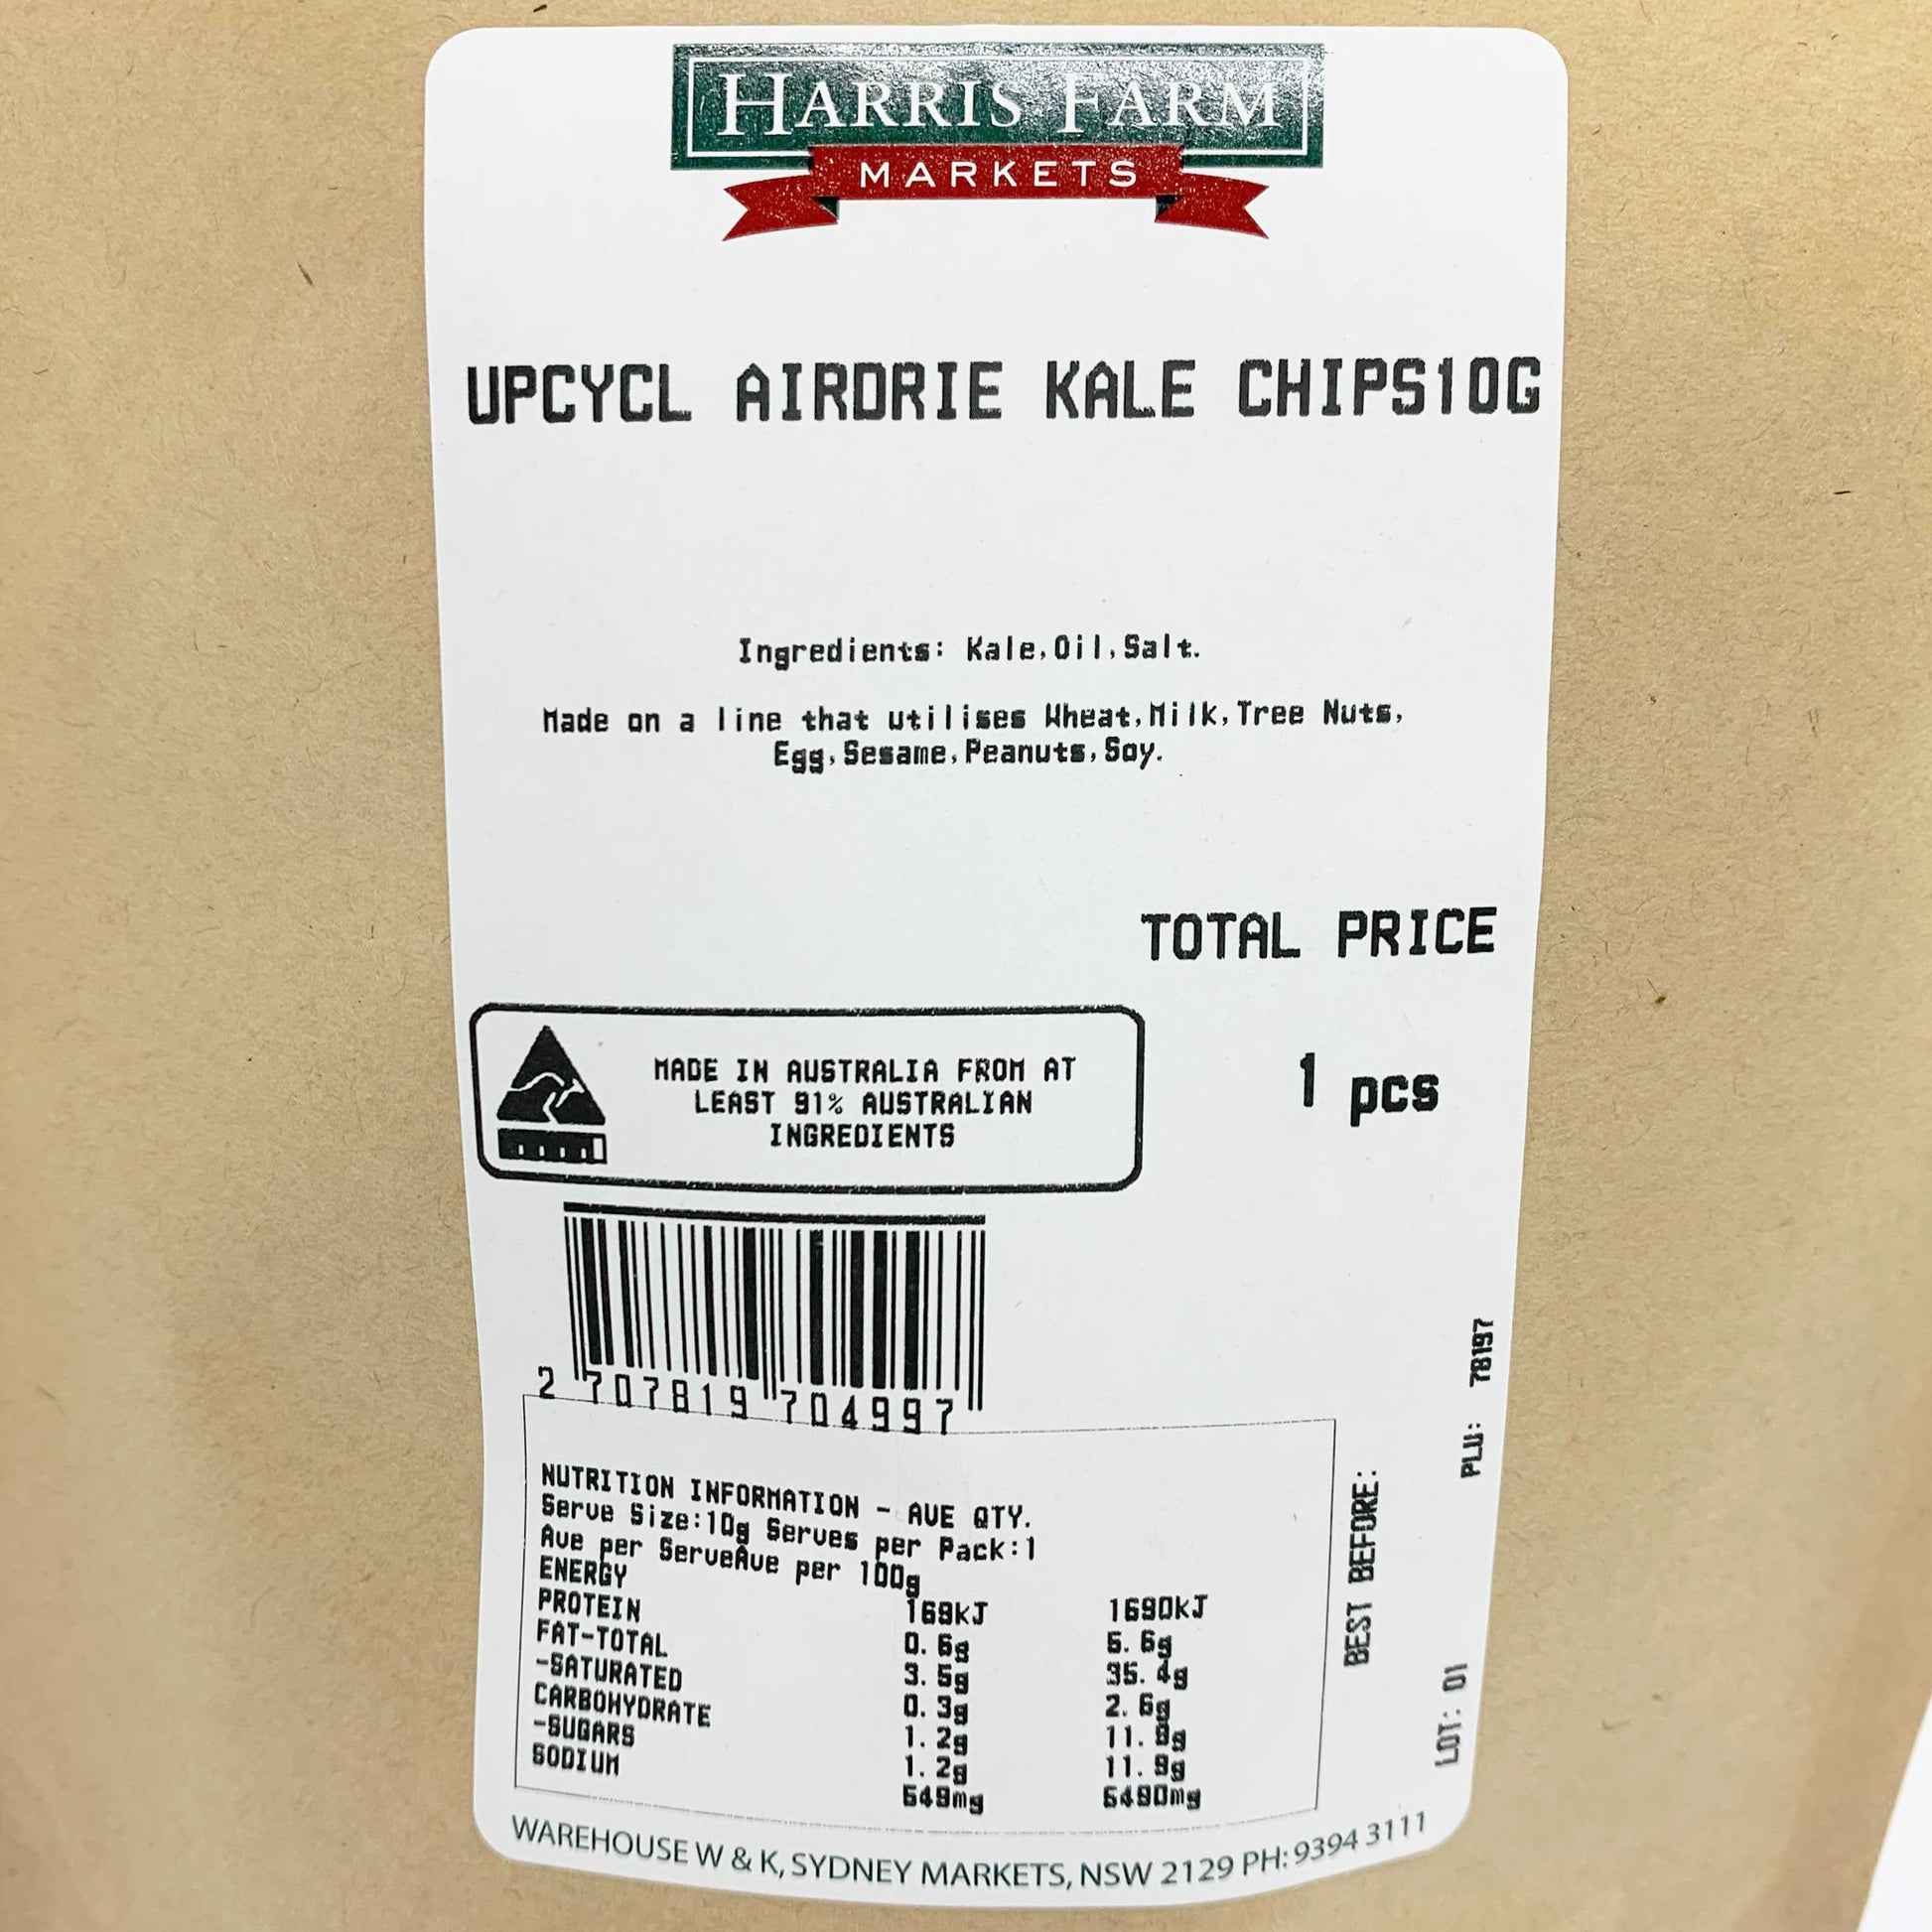 HARRIS FARM
MARKETS
UPCYCL AIRDRIE KALE CHIPS10G
Ingredients: Kale,Oil,Salt.
Made on a line that utilises Wheat,Milk,Tree Nuts,
Egg,Sesame,Peanuts,Soy.
TOTAL PRICE
MADE IN AUSTRALIA FROM AT
LEAST 91% AUSTRALIAN
INGREDIENTS
1 pcs
2 707819 704997
NUTRITION INFORMATION - AVE QTY.
Serve Size:10g Serves per Pack:1
Ave per ServeAve per 100g
ENERGY 169kJ 1690kJ
PROTEIN 0.6g 5.6g
FAT-TOTAL 3.5g 35.4g
-SATURATED 0.3g 2.6g
CARBOHYDRATE 1.2g
-SUGARS 1.2g 11.9g
SODIUM 649mg 6490mg
BEST BEFORE:
PLU: 78197
LOT: 01
WAREHOUSE W & K, SYDNEY MARKETS, NSW 2129 PH: 9394 3111